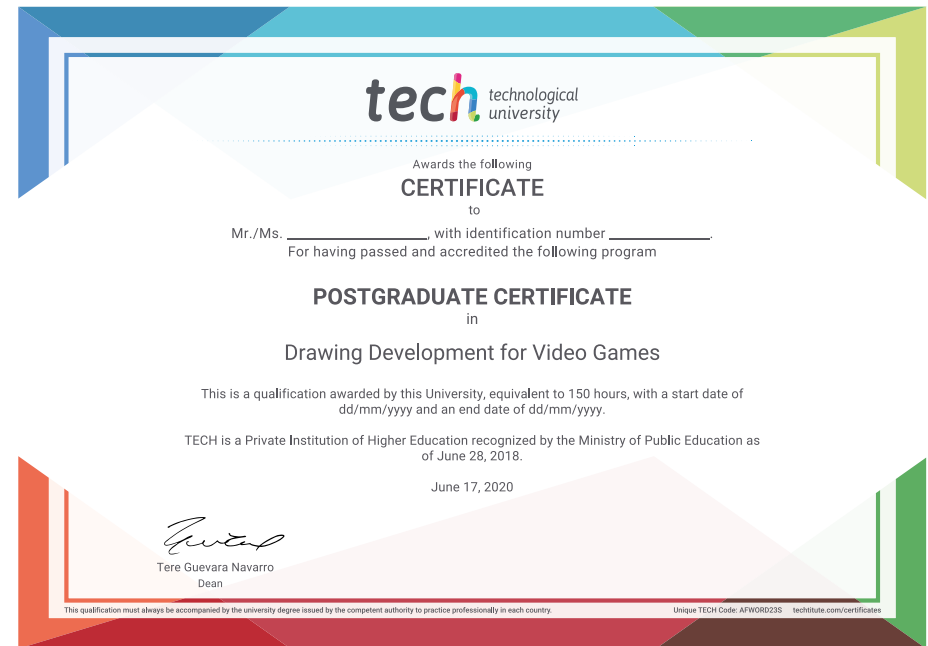 tech technological
university
Awards the following
CERTIFICATE
to
Mr./Ms. ____________________, with identification number ______________.
For having passed and accredited the following program
POSTGRADUATE CERTIFICATE
in
Drawing Development for Video Games
This is a qualification awarded by this University, equivalent to 150 hours, with a start date of
dd/mm/yyyy and an end date of dd/mm/yyyy.
TECH is a Private Institution of Higher Education recognized by the Ministry of Public Education as
of June 28, 2018.
June 17, 2020
Tere Guevara Navarro
Dean
This qualification must always be accompanied by the university degree issued by the competent authority to practice professionally in each country.
Unique TECH Code: AFWORD23S techtitute.com/certificates